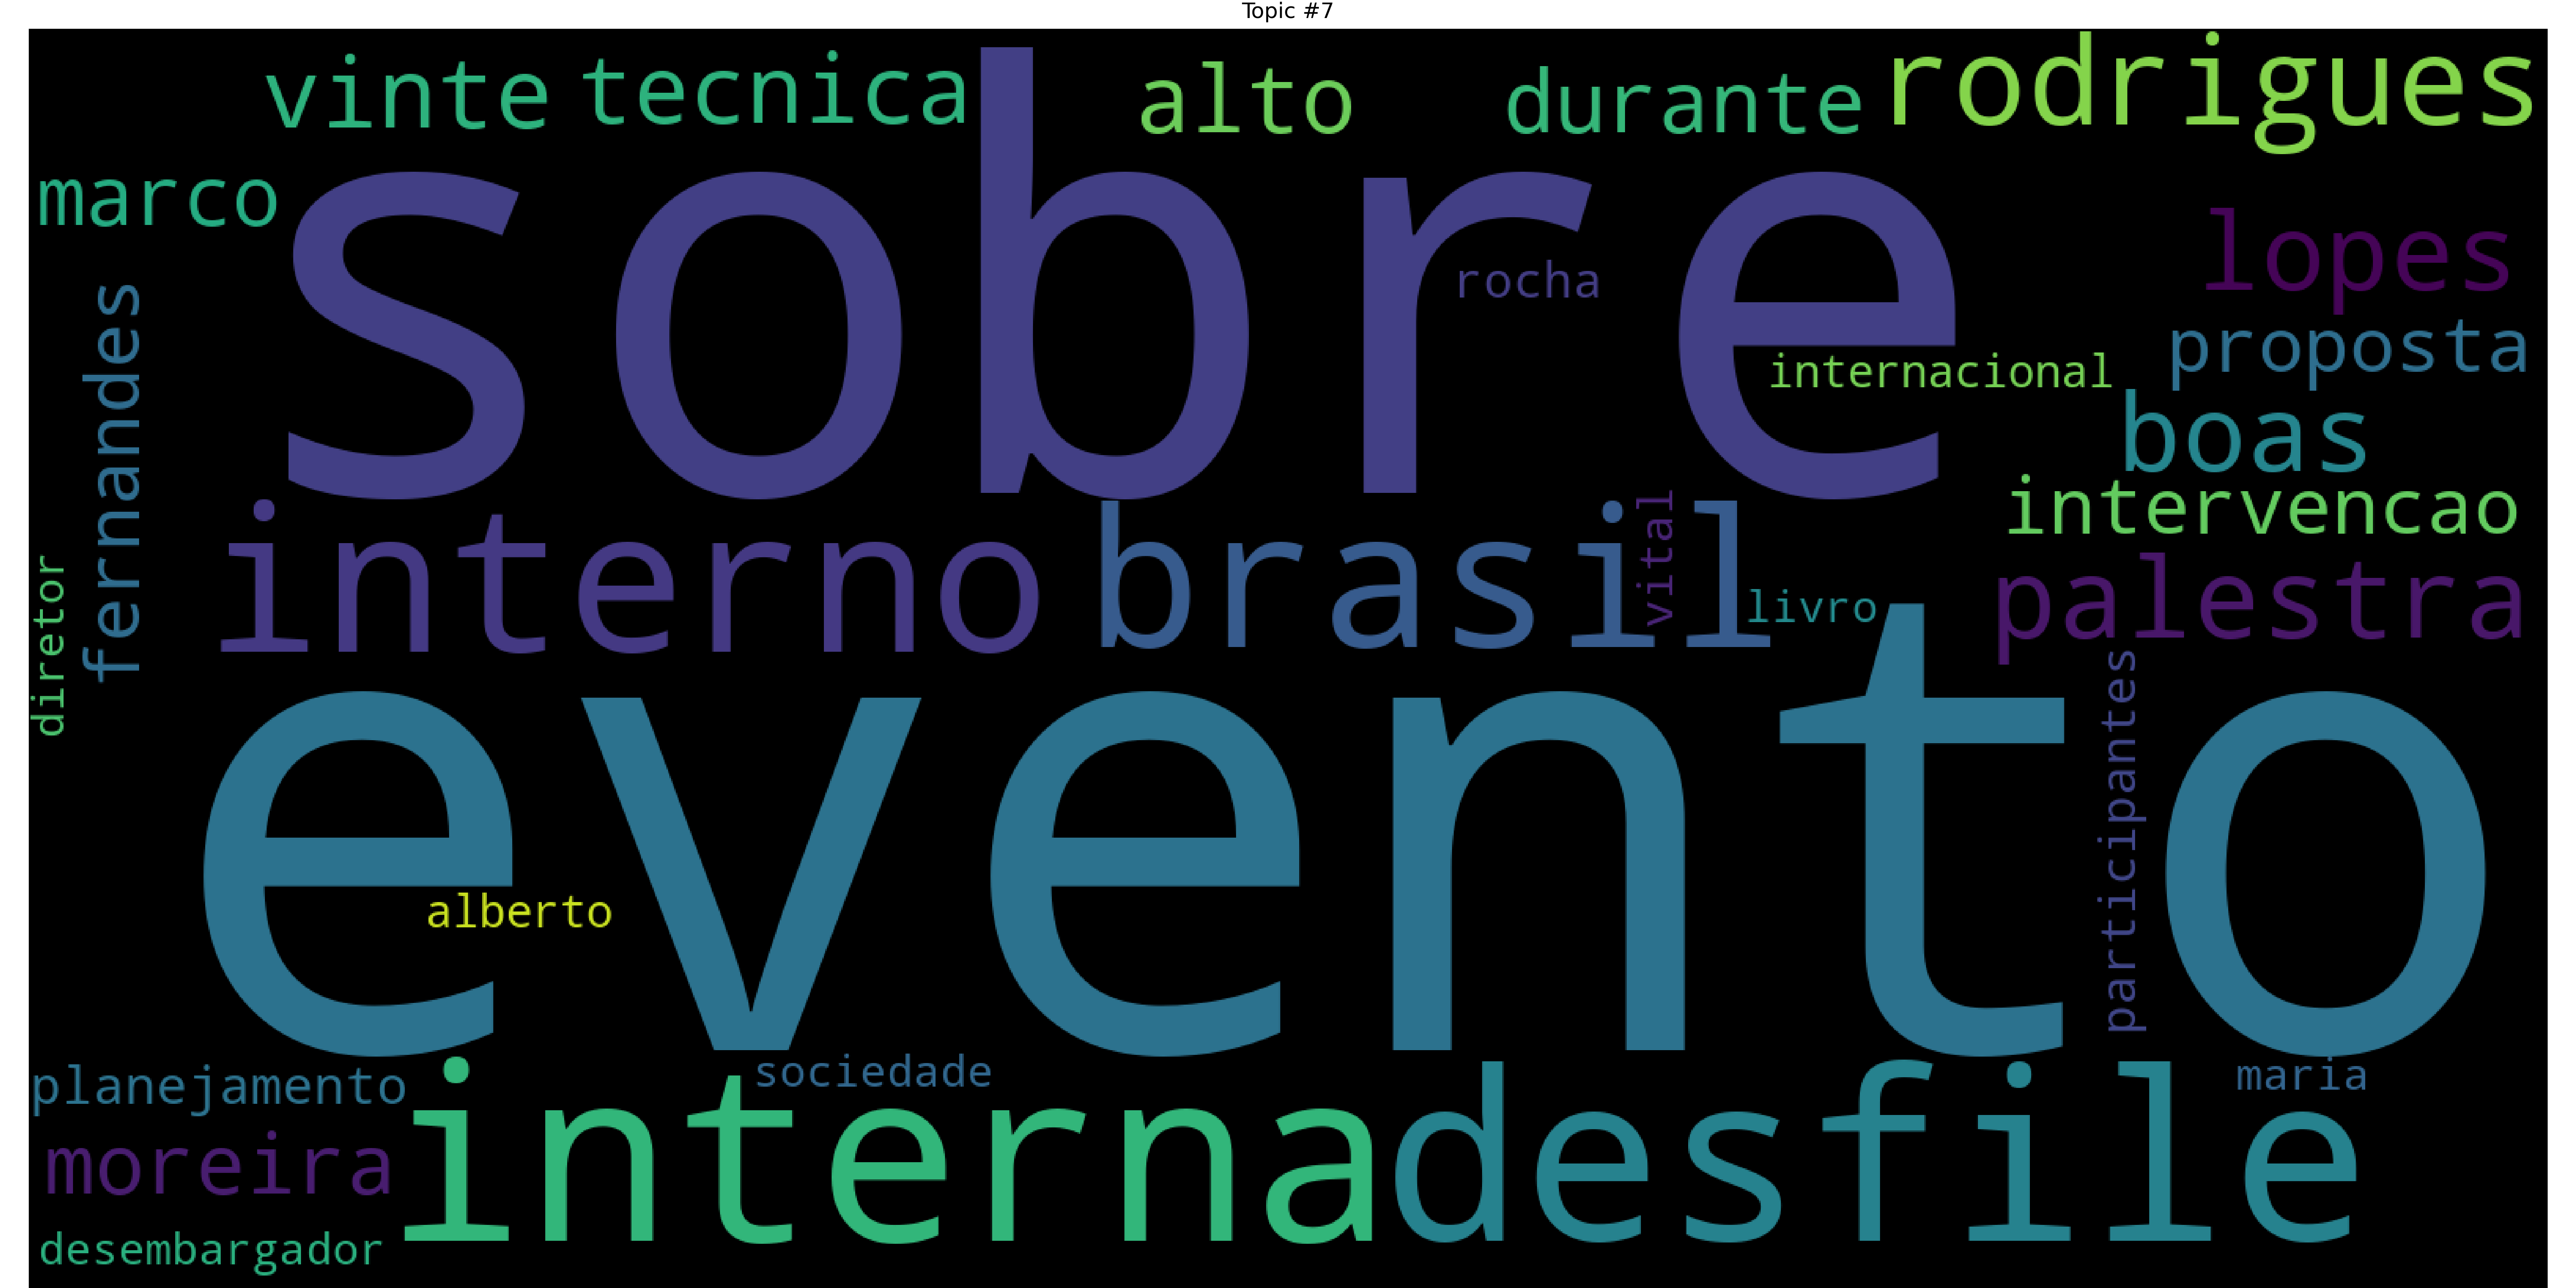 Topic #7
vinte
tecnica
alto
durante
rodrigues
marco
sobre
lopes
rocha
proposta
internacional
boas
fernandes
interno
brasil
vital
intervencao
diretor
livro
palestra
evento
participantes
alberto
planejamento
sociedade
maria
moreira
interna
desfile
desembargador